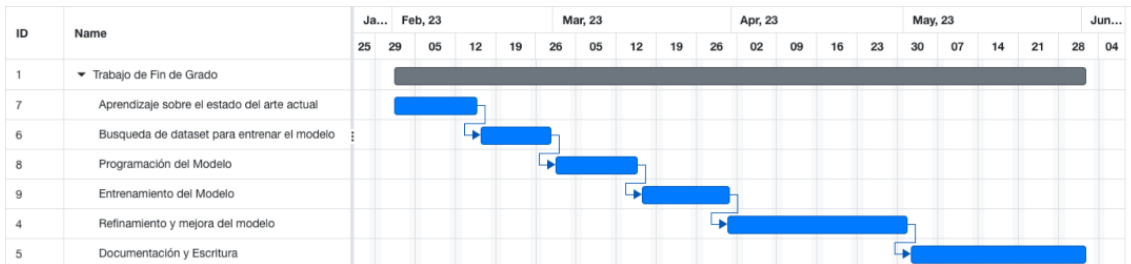 ID Name Ja... Feb, 23 Mar, 23 Apr, 23 May, 23 Jun...
25 29 05 12 19 26 05 12 19 26 02 09 16 23 30 07 14 21 28 04
1 Trabajo de Fin de Grado
7 Aprendizaje sobre el estado del arte actual
6 Busqueda de dataset para entrenar el modelo
8 Programación del Modelo
9 Entrenamiento del Modelo
4 Refinamiento y mejora del modelo
5 Documentación y Escritura